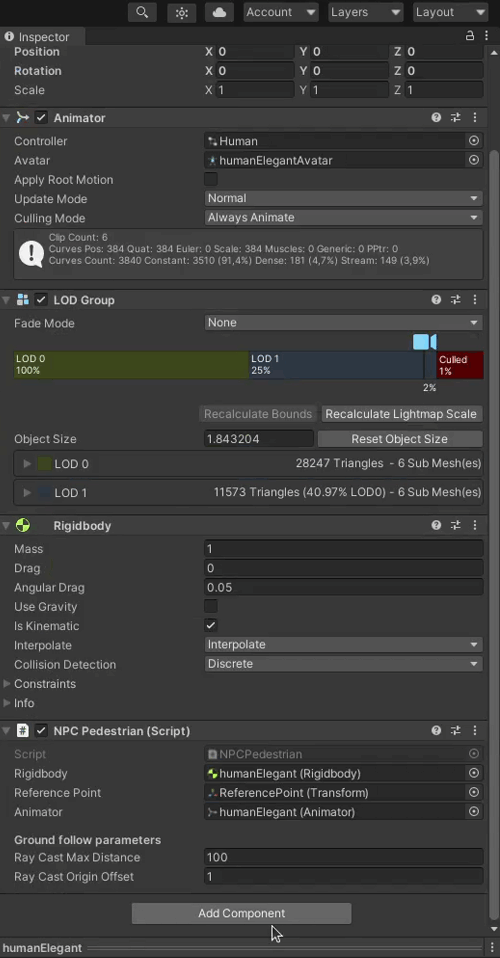 Account Layers Layout
Inspector
Position X 0 Y 0 Z 0
Rotation X 0 Y 0 Z 0
Scale X 1 Y 1 Z 1
Animator
Controller Human
Avatar humanElegantAvatar
Apply Root Motion
Update Mode Normal
Culling Mode Always Animate
Clip Count: 6
Curves Pos: 384 Quat: 384 Euler: 0 Scale: 384 Muscles: 0 Generic: 0 PPtr: 0
Curves Count: 3840 Constant: 3510 (91,4%) Dense: 181 (4,7%) Stream: 149 (3,9%)
LOD Group
Fade Mode None
LOD 0 LOD 1 Culled
100% 25% 1%
2%
Recalculate Bounds Recalculate Lightmap Scale
Object Size 1.843204 Reset Object Size
LOD 0 28247 Triangles - 6 Sub Mesh(es)
LOD 1 11573 Triangles (40.97% LOD0) - 6 Sub Mesh(es)
Rigidbody
Mass 1
Drag 0
Angular Drag 0.05
Use Gravity
Is Kinematic
Interpolate Interpolate
Collision Detection Discrete
Constraints
Info
# NPC Pedestrian (Script)
Script NPCPedestrian
Rigidbody humanElegant (Rigidbody)
Reference Point ReferencePoint (Transform)
Animator humanElegant (Animator)
Ground follow parameters
Ray Cast Max Distance 100
Ray Cast Origin Offset 1
Add Component
humanElegant